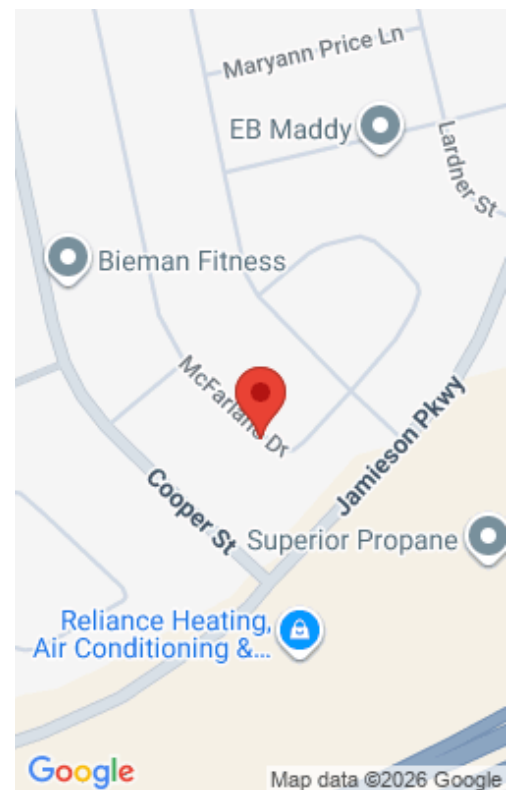 Maryann Price Ln
EB Maddy
Lardner St
Bieman Fitness
McFarlane Dr
Jamieson Pkwy
Cooper St
Superior Propane
Reliance Heating,
Air Conditioning &...
Google
Map data ©2026 Google